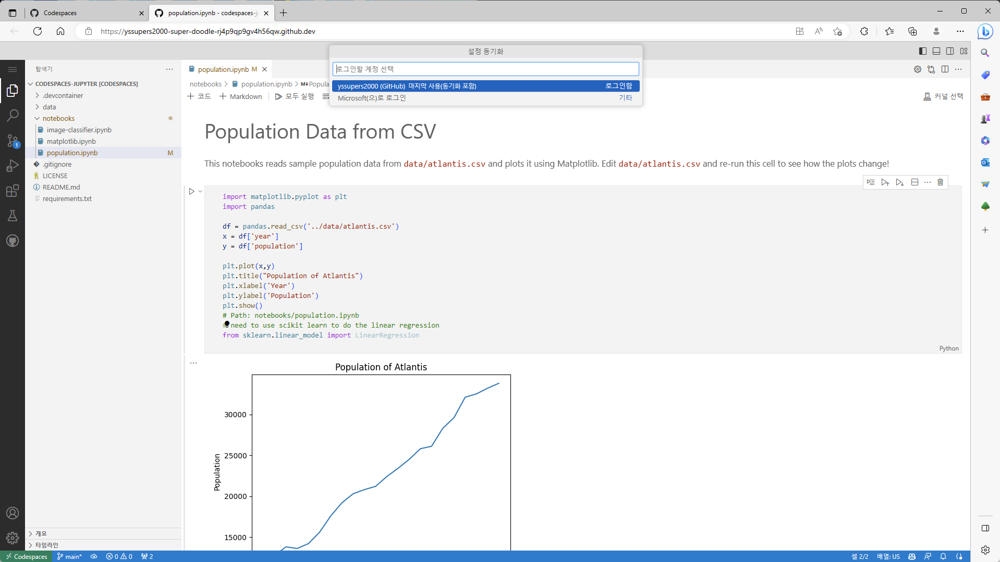 Codespaces
population.ipynb - codespaces-ju
https://yssupers2000-super-doodle-rj4p9qp9gv4h56qw.github.dev
설정 동기화
로그인할 계정 선택
yssupers2000 (GitHub) 마지막 사용(동기화 포함) 로그인함
Microsoft(으)로 로그인 기타
탐색기
CODESPACES-JUPYTER [CODESPACES]
.devcontainer
data
notebooks
image-classifier.ipynb
matplotlib.ipynb
population.ipynb M
.gitignore
LICENSE
README.md
requirements.txt
1
개요
타임라인
population.ipynb M
notebooks > population.ipynb > M↓Popula
+ 코드 + Markdown 모두 실행
커널 선택
Population Data from CSV
This notebooks reads sample population data from data/atlantis.csv and plots it using Matplotlib. Edit data/atlantis.csv and re-run this cell to see how the plots change!
import matplotlib.pyplot as plt
import pandas
df = pandas.read_csv('../data/atlantis.csv')
x = df['year']
y = df['population']
plt.plot(x,y)
plt.title("Population of Atlantis")
plt.xlabel('Year')
plt.ylabel('Population')
plt.show()
# Path: notebooks/population.ipynb
# need to use scikit learn to do the linear regression
from sklearn.linear_model import LinearRegression
Python
Population of Atlantis
Population
30000
25000
20000
15000
Codespaces main* 0 0 2
셀 2/2 배열: US